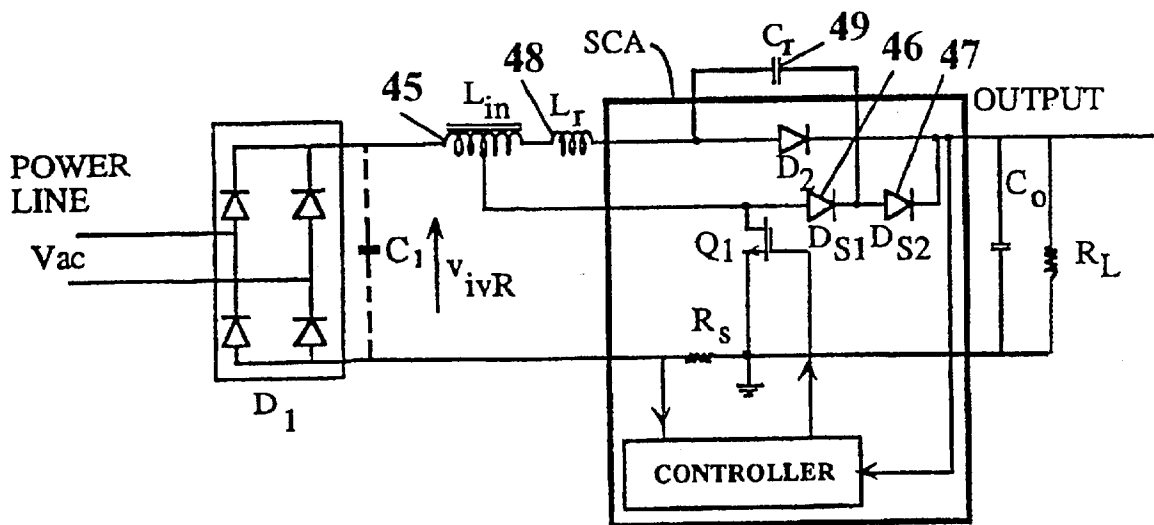 SCA
C_r 49
46
47
48
45
L_in
L_r
OUTPUT
POWER
LINE
D_2
C_o
Vac
C_1
v_ivR
Q_1
D_S1
D_S2
R_L
R_s
D_1
CONTROLLER